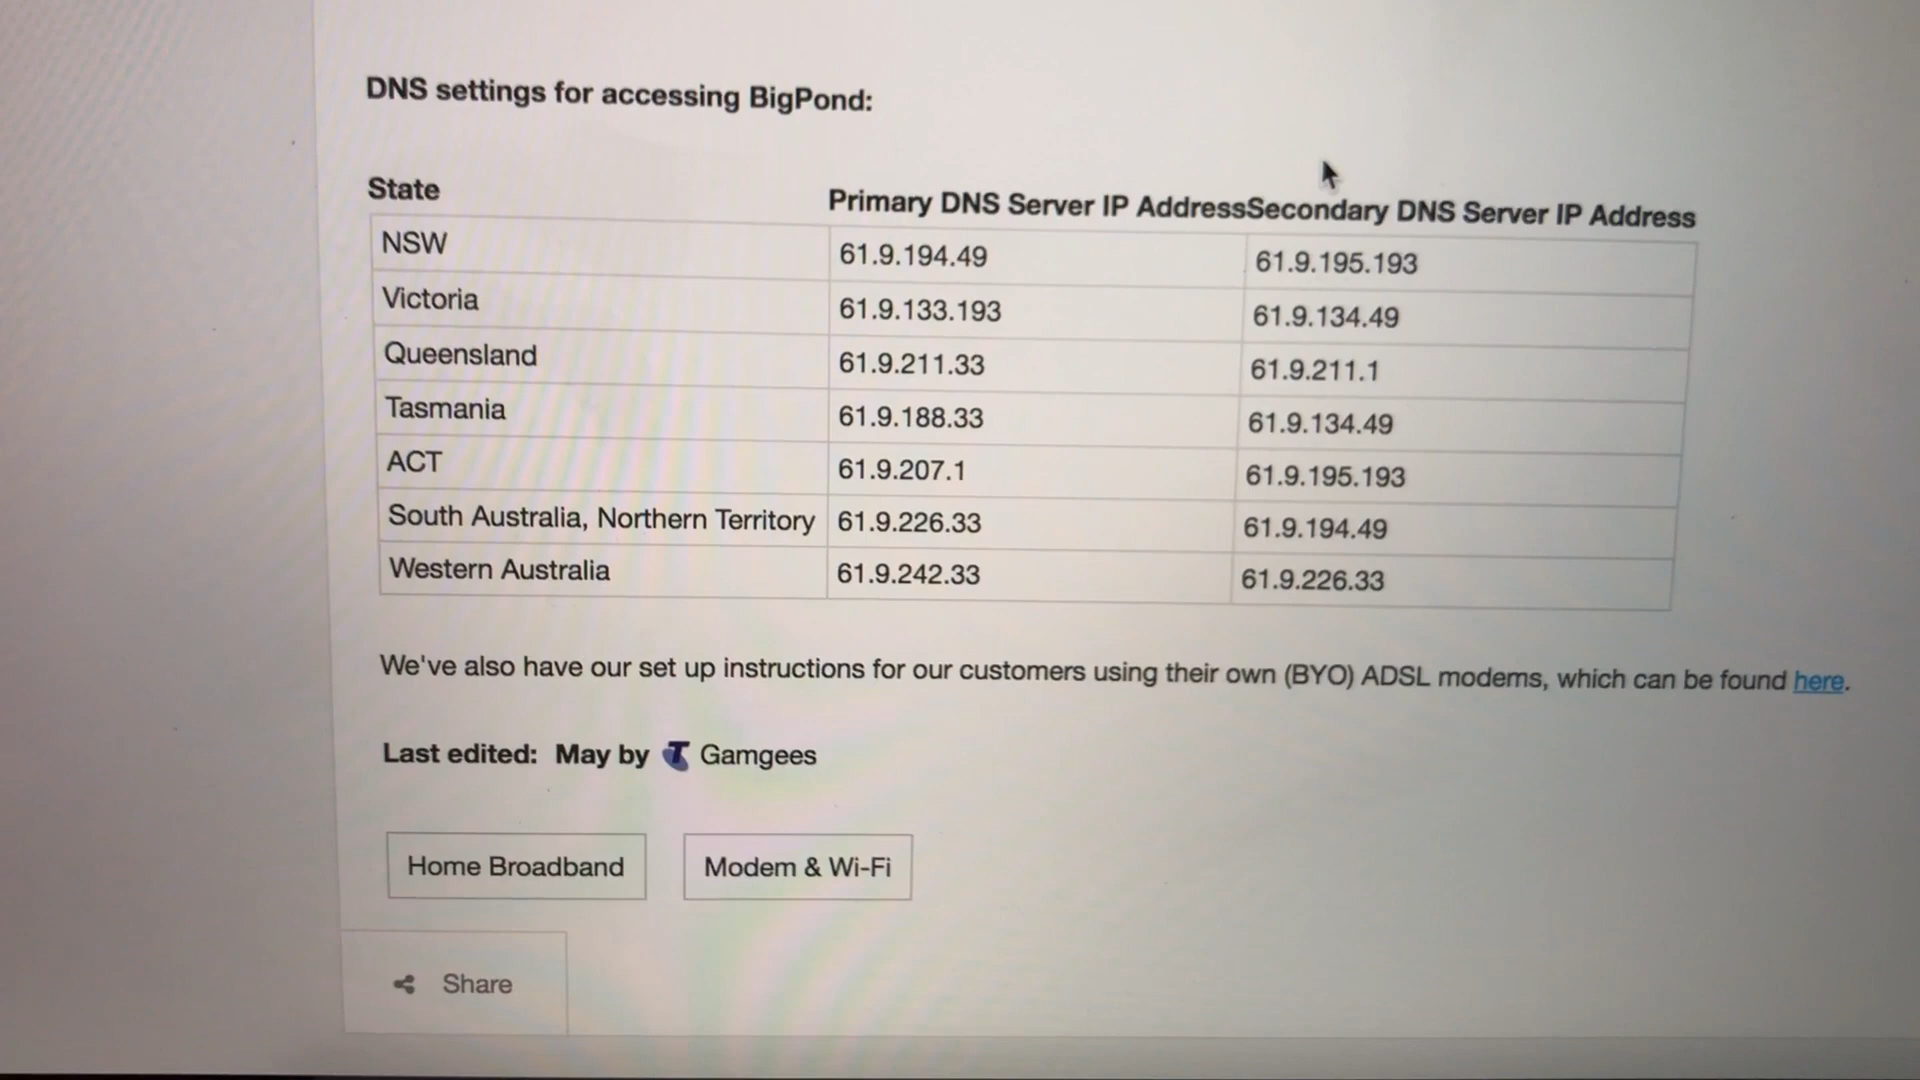 DNS settings for accessing BigPond:
State Primary DNS Server IP Address Secondary DNS Server IP Address
NSW 61.9.194.49 61.9.195.193
Victoria 61.9.133.193 61.9.134.49
Queensland 61.9.211.33 61.9.211.1
Tasmania 61.9.188.33 61.9.134.49
ACT 61.9.207.1 61.9.195.193
South Australia, Northern Territory 61.9.226.33 61.9.194.49
Western Australia 61.9.242.33 61.9.226.33
We've also have our set up instructions for our customers using their own (BYO) ADSL modems, which can be found here.
Last edited: May by T Gamgees
Home Broadband Modem & Wi-Fi
Share